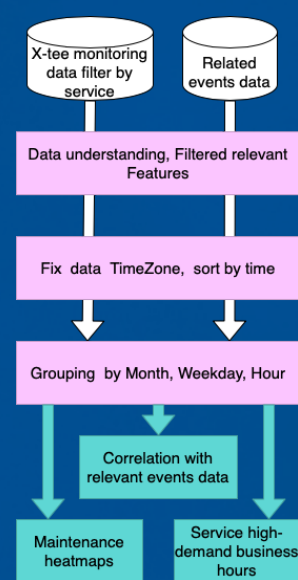 X-tee monitoring
data filter by
service
Related
events data
Data understanding, Filtered relevant
Features
Fix data TimeZone, sort by time
Grouping by Month, Weekday, Hour
Correlation with
relevant events data
Maintenance
heatmaps
Service high-
demand business
hours